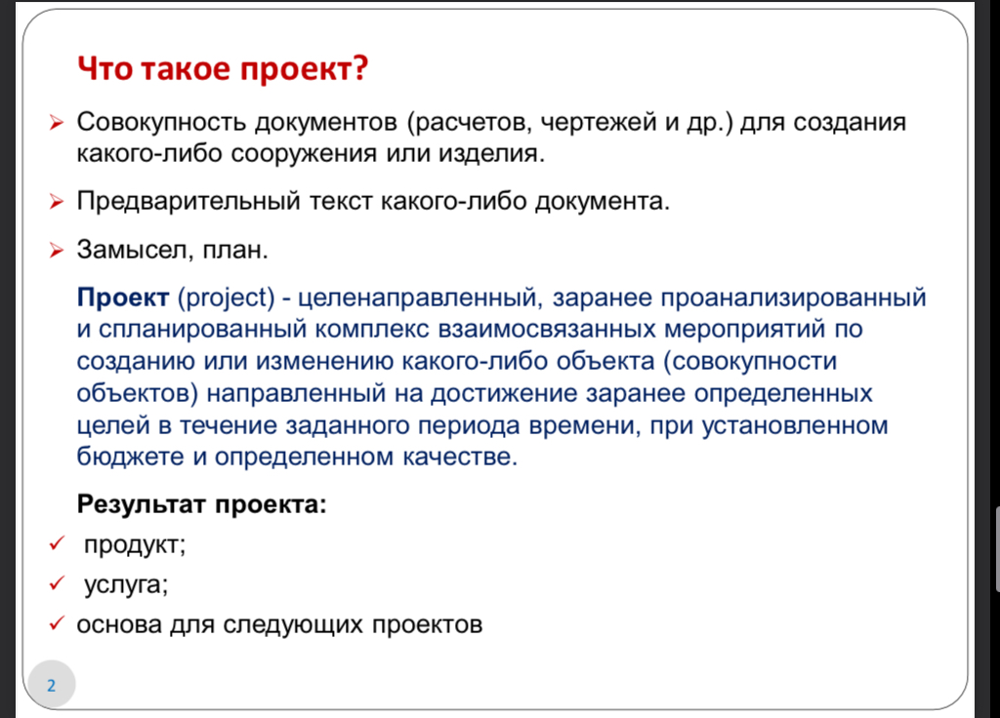 Что такое проект?
Совокупность документов (расчетов, чертежей и др.) для создания
какого-либо сооружения или изделия.
Предварительный текст какого-либо документа.
Замысел, план.
Проект (project) - целенаправленный, заранее проанализированный
и спланированный комплекс взаимосвязанных мероприятий по
созданию или изменению какого-либо объекта (совокупности
объектов) направленный на достижение заранее определенных
целей в течение заданного периода времени, при установленном
бюджете и определенном качестве.
Результат проекта:
продукт;
услуга;
основа для следующих проектов
2